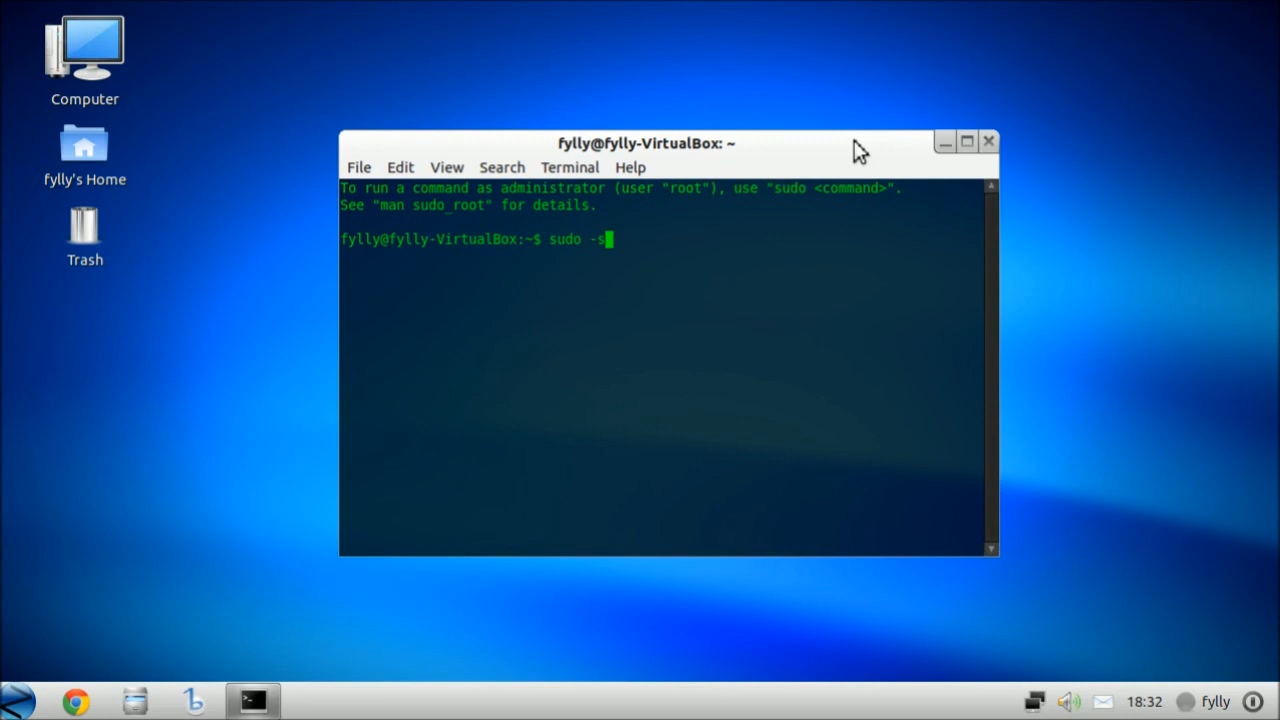 Computer
fylly's Home
Trash
fylly@fylly-VirtualBox: ~
File Edit View Search Terminal Help
To run a command as administrator (user "root"), use "sudo <command>".
See "man sudo_root" for details.
fylly@fylly-VirtualBox:~$ sudo -s
18:32 fylly